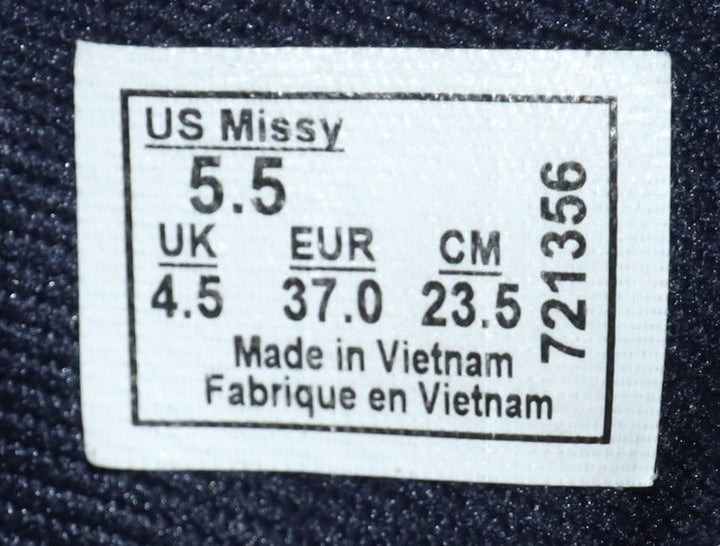 US Missy
5.5
UK EUR CM
4.5 37.0 23.5
Made in Vietnam
Fabrique en Vietnam
721356